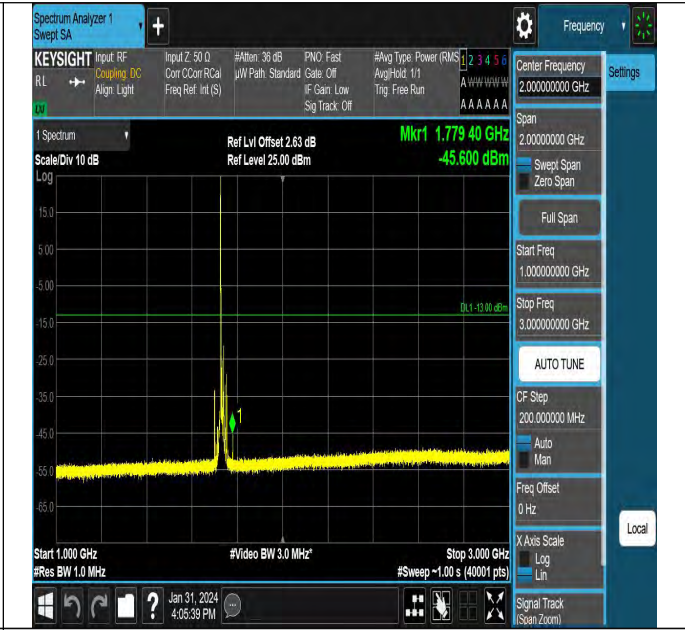 Spectrum Analyzer 1
Swept SA
+
Frequency
KEYSIGHT
RL
LV
Input: RF
Coupling: DC
Align: Light
Input Z: 50 Ω
Corr CCorr RCal
Freq Ref: Int (S)
#Atten: 36 dB
µW Path: Standard
PNO: Fast
Gate: Off
IF Gain: Low
Sig Track: Off
#Avg Type: Power (RMS
Avg|Hold: 1/1
Trig: Free Run
1 2 3 4 5 6
A W W W W W
A A A A A A
1 Spectrum
Scale/Div 10 dB
Log
Ref Lvl Offset 2.63 dB
Ref Level 25.00 dBm
Mkr1 1.779 40 GHz
-45.600 dBm
15.0
5.00
-5.00
-15.0
-25.0
-35.0
-45.0
-55.0
-65.0
DL1 -13.00 dBm
1
Start 1.000 GHz
#Res BW 1.0 MHz
#Video BW 3.0 MHz*
Stop 3.000 GHz
#Sweep ~1.00 s (40001 pts)
Center Frequency
2.000000000 GHz
Settings
Span
2.00000000 GHz
Swept Span
Zero Span
Full Span
Start Freq
1.000000000 GHz
Stop Freq
3.000000000 GHz
AUTO TUNE
CF Step
200.000000 MHz
Auto
Man
Freq Offset
0 Hz
X Axis Scale
Log
Lin
Local
Signal Track
(Span Zoom)
?
Jan 31, 2024
4:05:39 PM